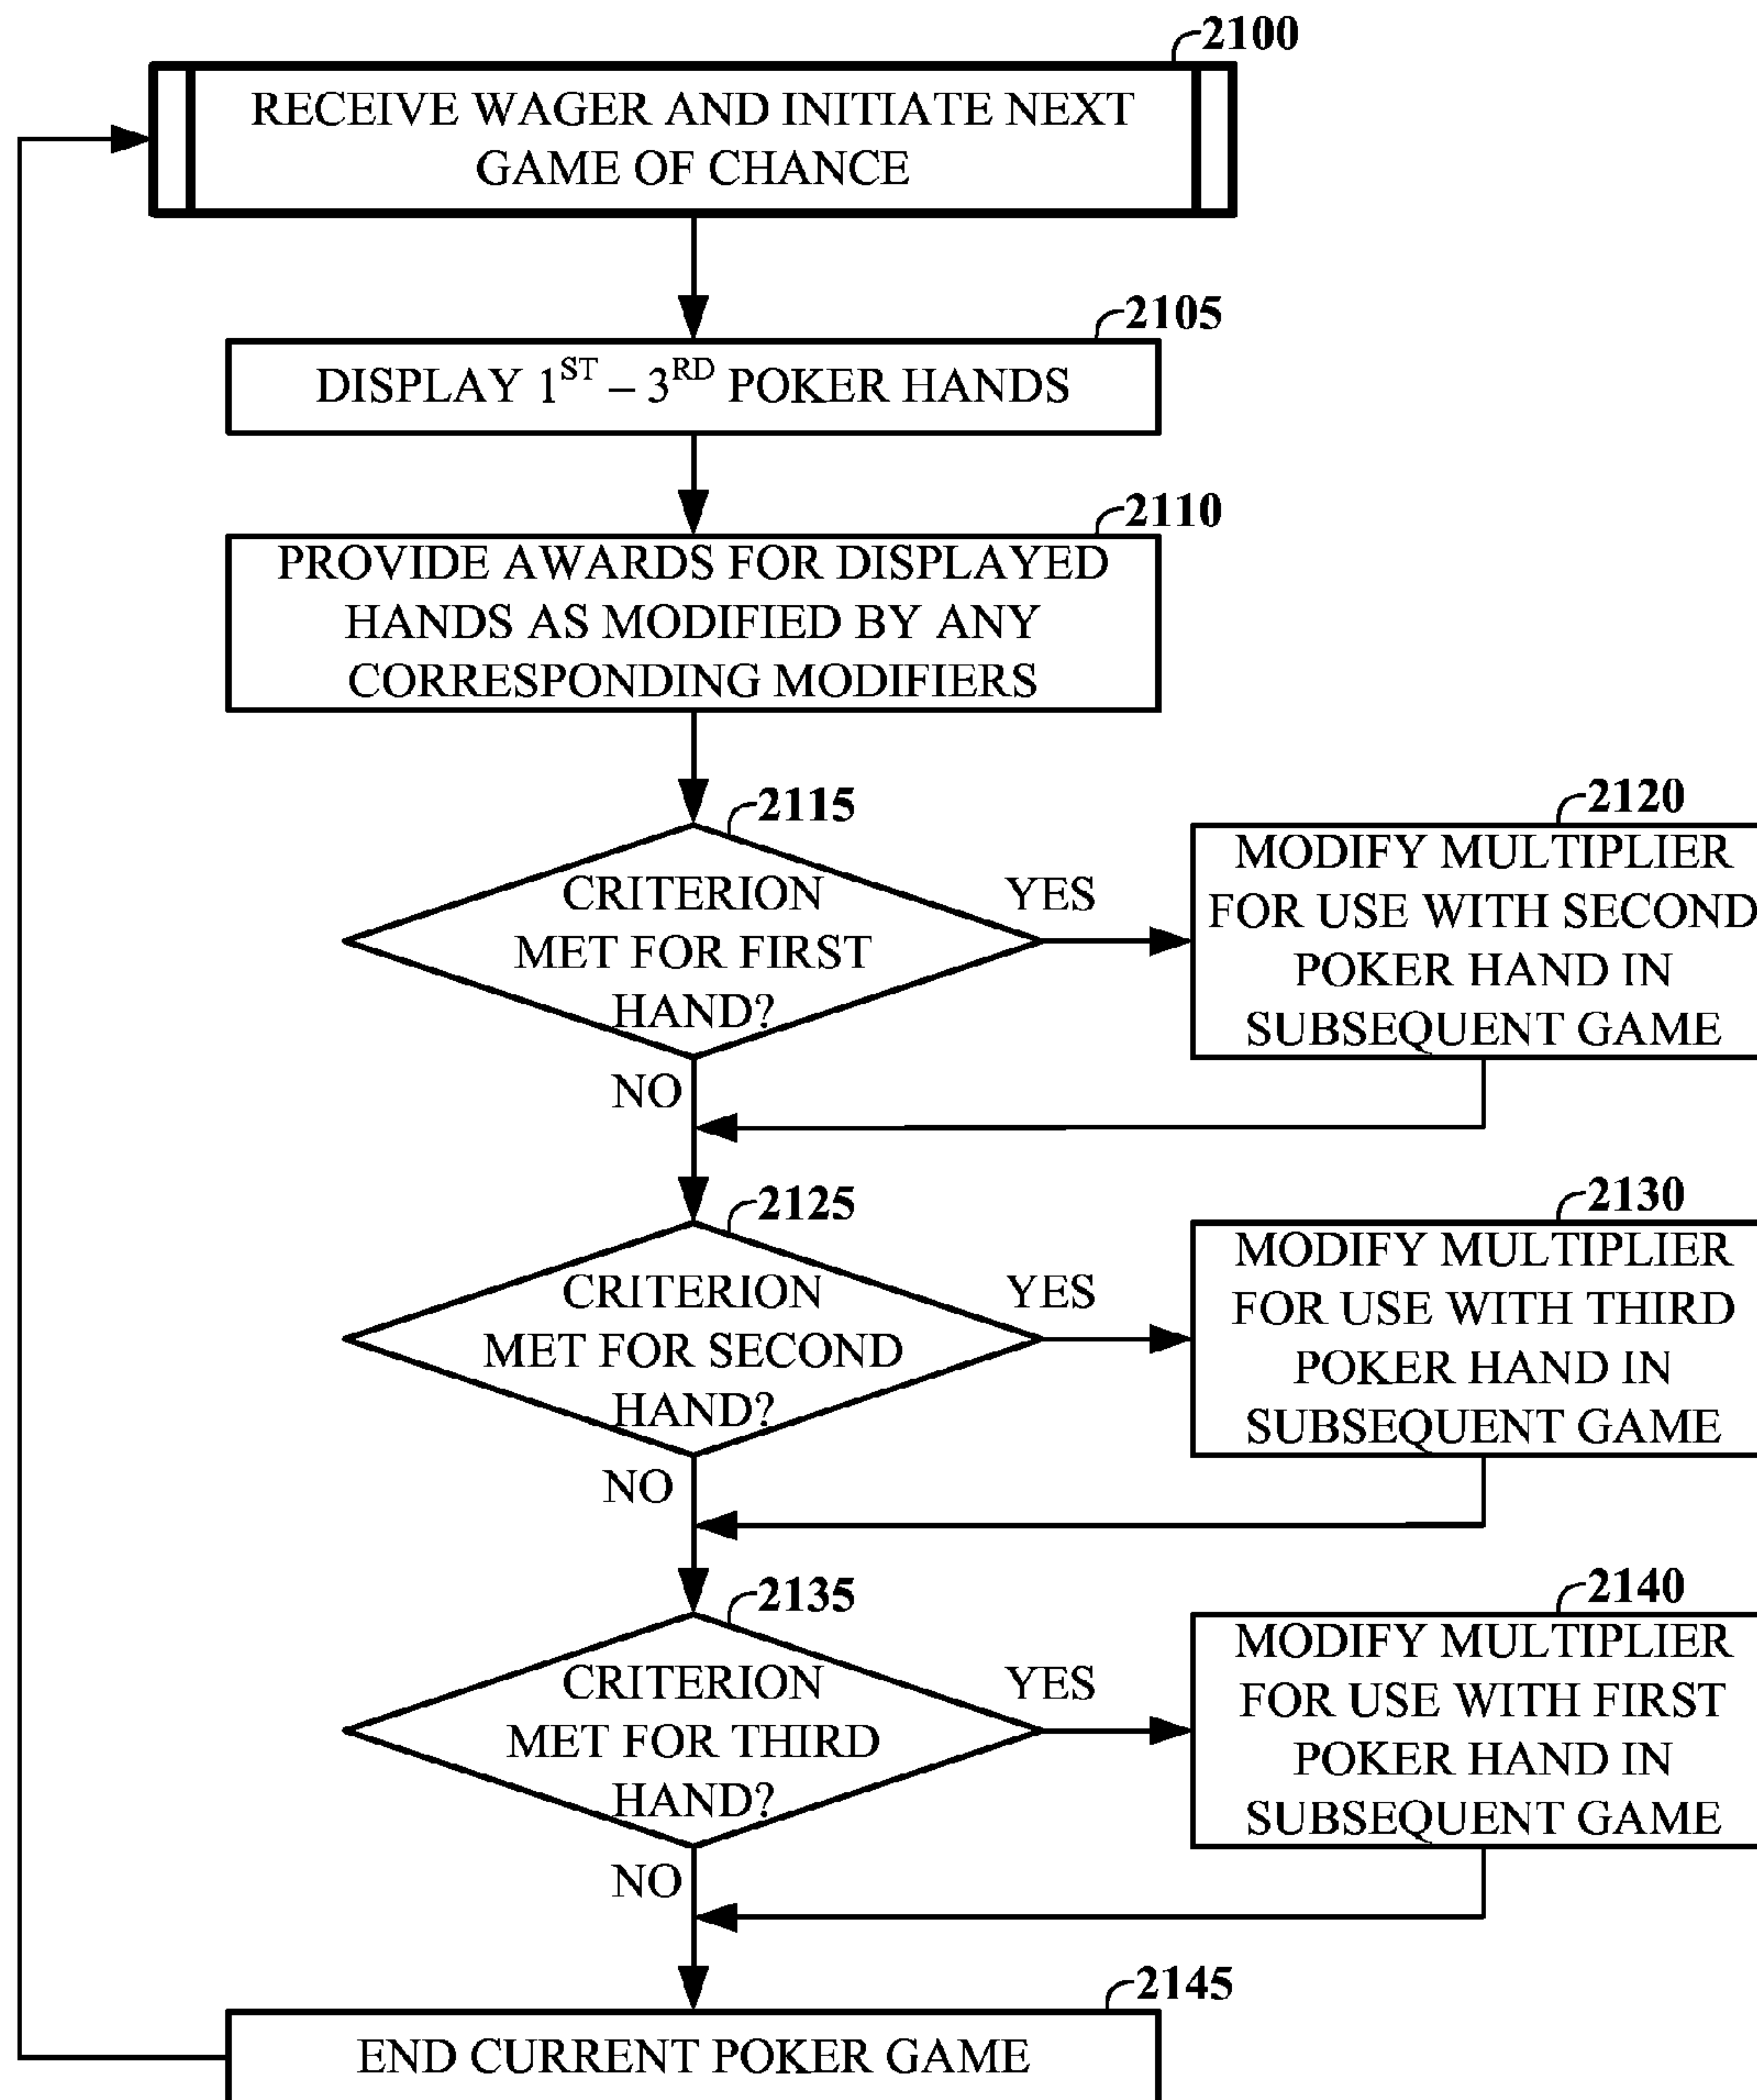 2100
RECEIVE WAGER AND INITIATE NEXT
GAME OF CHANCE
2105
DISPLAY 1ST – 3RD POKER HANDS
2110
PROVIDE AWARDS FOR DISPLAYED
HANDS AS MODIFIED BY ANY
CORRESPONDING MODIFIERS
2115
CRITERION
MET FOR FIRST
HAND?
YES
NO
2120
MODIFY MULTIPLIER
FOR USE WITH SECOND
POKER HAND IN
SUBSEQUENT GAME
2125
CRITERION
MET FOR SECOND
HAND?
YES
NO
2130
MODIFY MULTIPLIER
FOR USE WITH THIRD
POKER HAND IN
SUBSEQUENT GAME
2135
CRITERION
MET FOR THIRD
HAND?
YES
NO
2140
MODIFY MULTIPLIER
FOR USE WITH FIRST
POKER HAND IN
SUBSEQUENT GAME
2145
END CURRENT POKER GAME